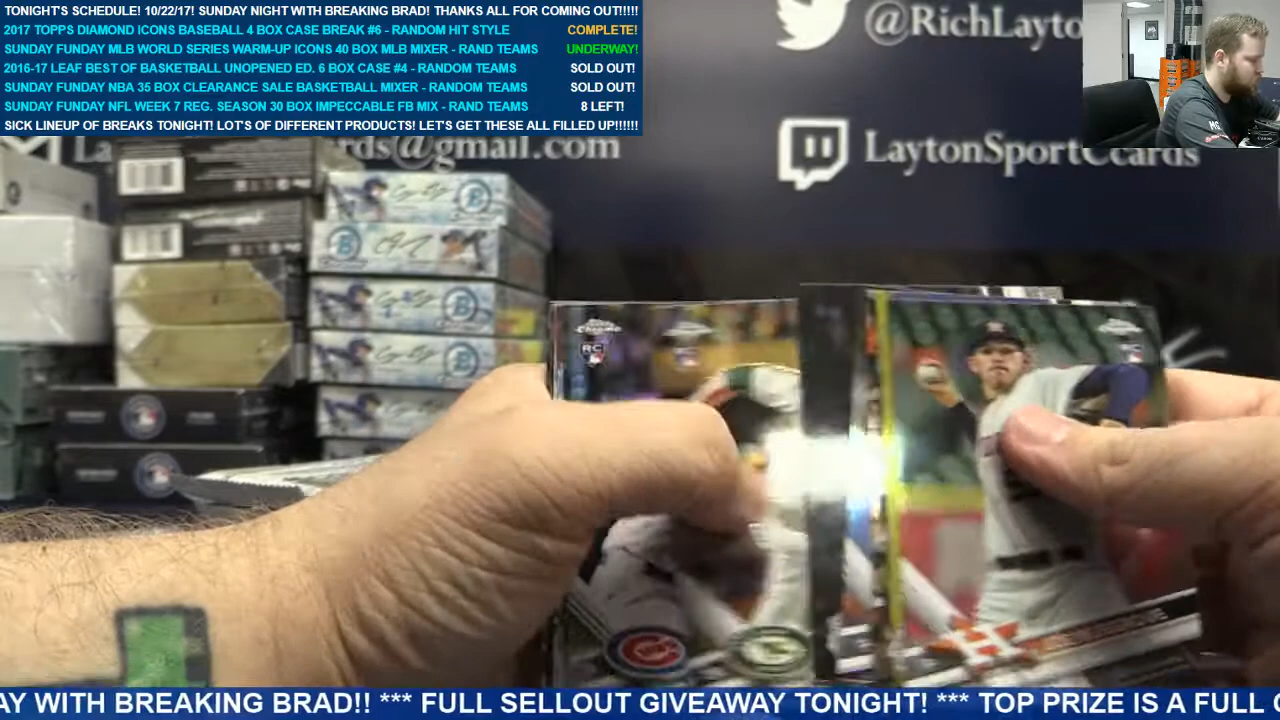 TONIGHT'S SCHEDULE! 10/22/17! SUNDAY NIGHT WITH BREAKING BRAD! THANKS ALL FOR COMING OUT!!!!!
2017 TOPPS DIAMOND ICONS BASEBALL 4 BOX CASE BREAK #6 - RANDOM HIT STYLE COMPLETE!
SUNDAY FUNDAY MLB WORLD SERIES WARM-UP ICONS 40 BOX MLB MIXER - RAND TEAMS UNDERWAY!
2016-17 LEAF BEST OF BASKETBALL UNOPENED ED. 6 BOX CASE #4 - RANDOM TEAMS SOLD OUT!
SUNDAY FUNDAY NBA 35 BOX CLEARANCE SALE BASKETBALL MIXER - RANDOM TEAMS SOLD OUT!
SUNDAY FUNDAY NFL WEEK 7 REG. SEASON 30 BOX IMPECCABLE FB MIX - RAND TEAMS 8 LEFT!
SICK LINEUP OF BREAKS TONIGHT! LOT'S OF DIFFERENT PRODUCTS! LET'S GET THESE ALL FILLED UP!!!!!!
@RichLayto
La rds@gmail.com
LaytonSportCcards
RC
AY WITH BREAKING BRAD!! *** FULL SELLOUT GIVEAWAY TONIGHT! *** TOP PRIZE IS A FULL